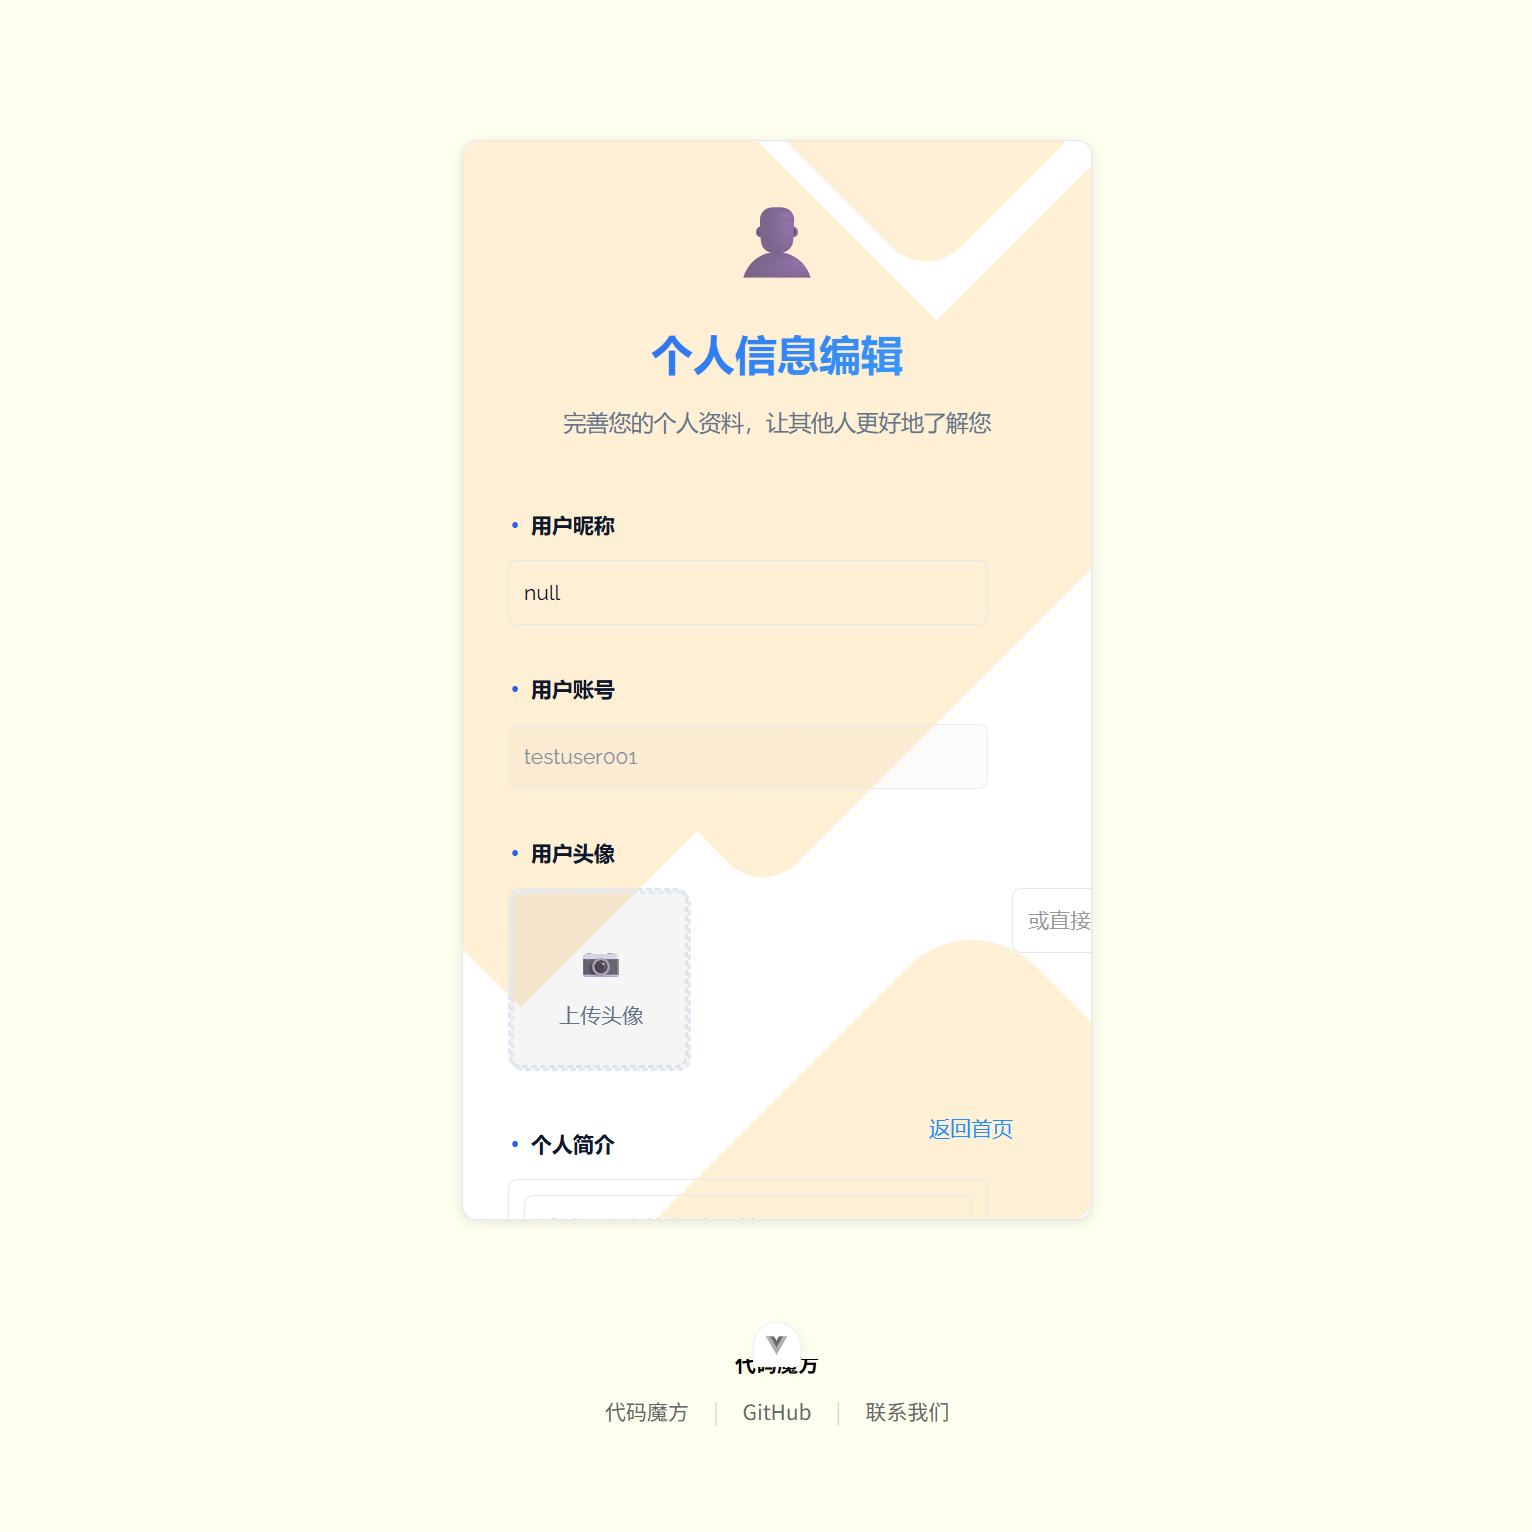 个人信息编辑
完善您的个人资料，让其他人更好地了解您
• 用户昵称
null
• 用户账号
testuser001
• 用户头像
或直接
上传头像
返回首页
• 个人简介
代码魔方
代码魔方 | GitHub | 联系我们